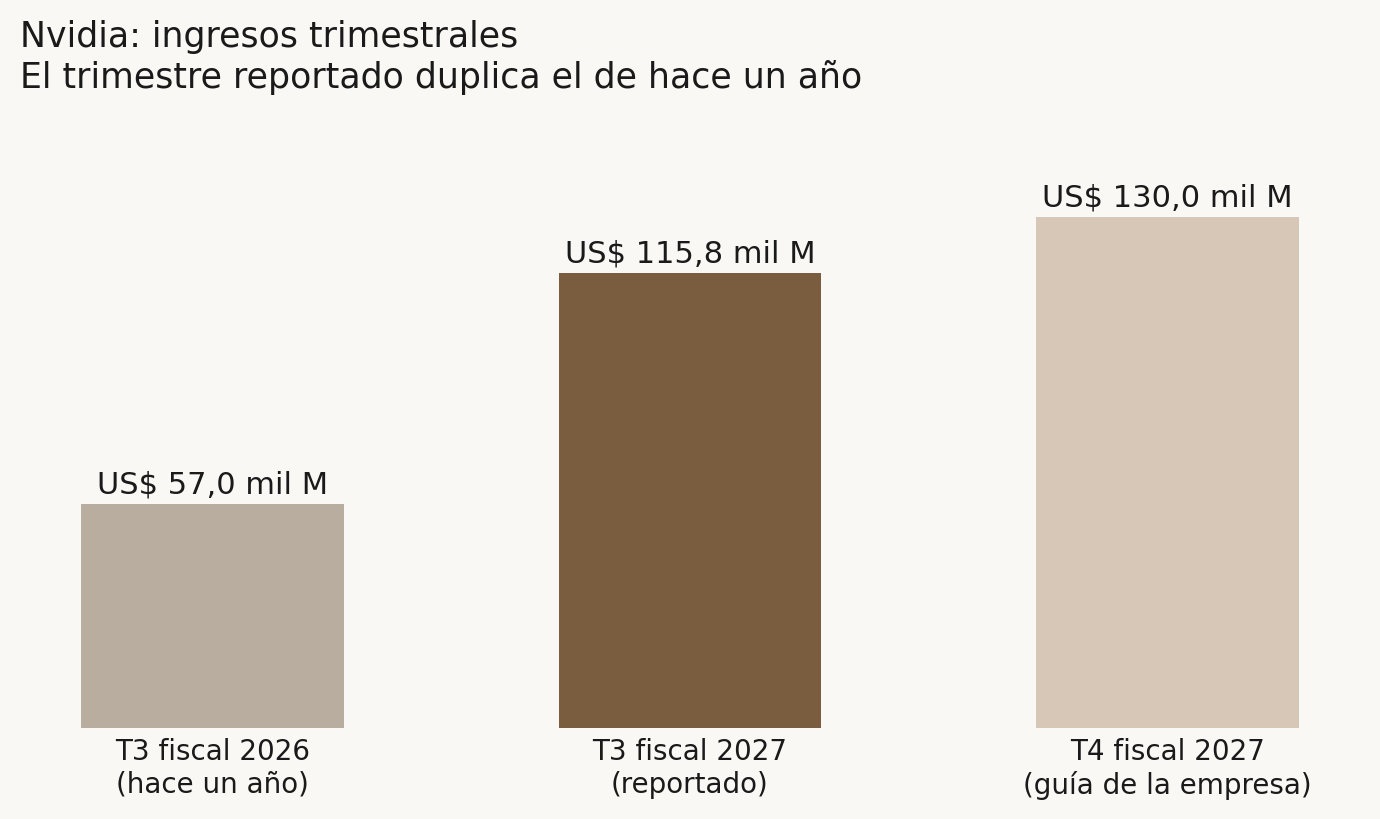 Nvidia: ingresos trimestrales
El trimestre reportado duplica el de hace un año
US$ 57,0 mil M
US$ 115,8 mil M
US$ 130,0 mil M
T3 fiscal 2026
(hace un año)
T3 fiscal 2027
(reportado)
T4 fiscal 2027
(guía de la empresa)